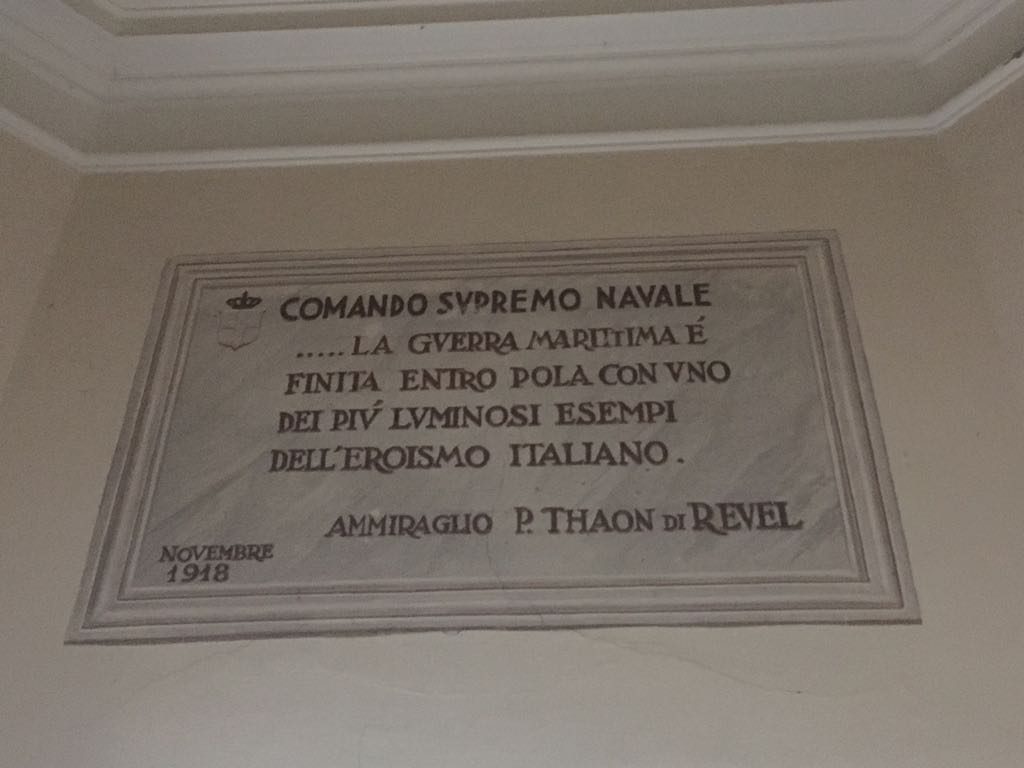 COMANDO SVPREMO NAVALE
.....LA GVERRA MARITTIMA É
FINITA ENTRO POLA CON VNO
DEI PIV' LVMINOSI ESEMPI
DELL'EROISMO ITALIANO.
AMMIRAGLIO P. THAON DI REVEL
NOVEMBRE
1918